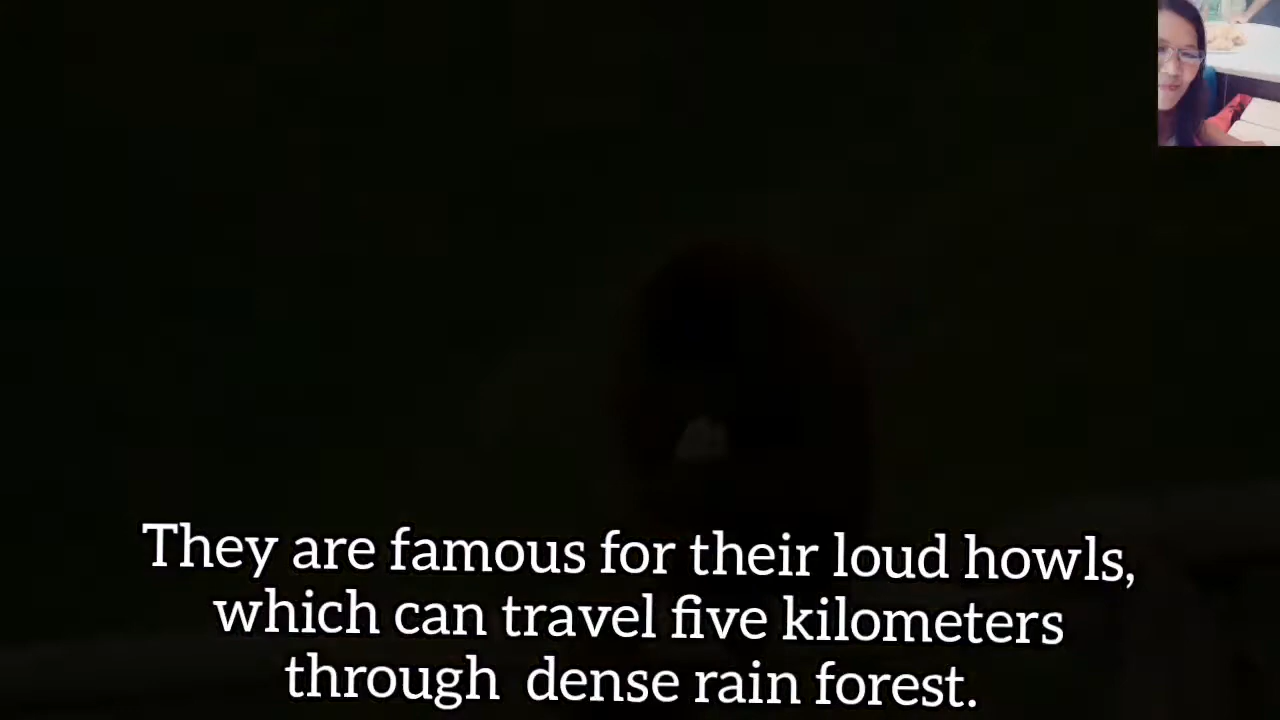 They are famous for their loud howls,
which can travel five kilometers
through dense rain forest.